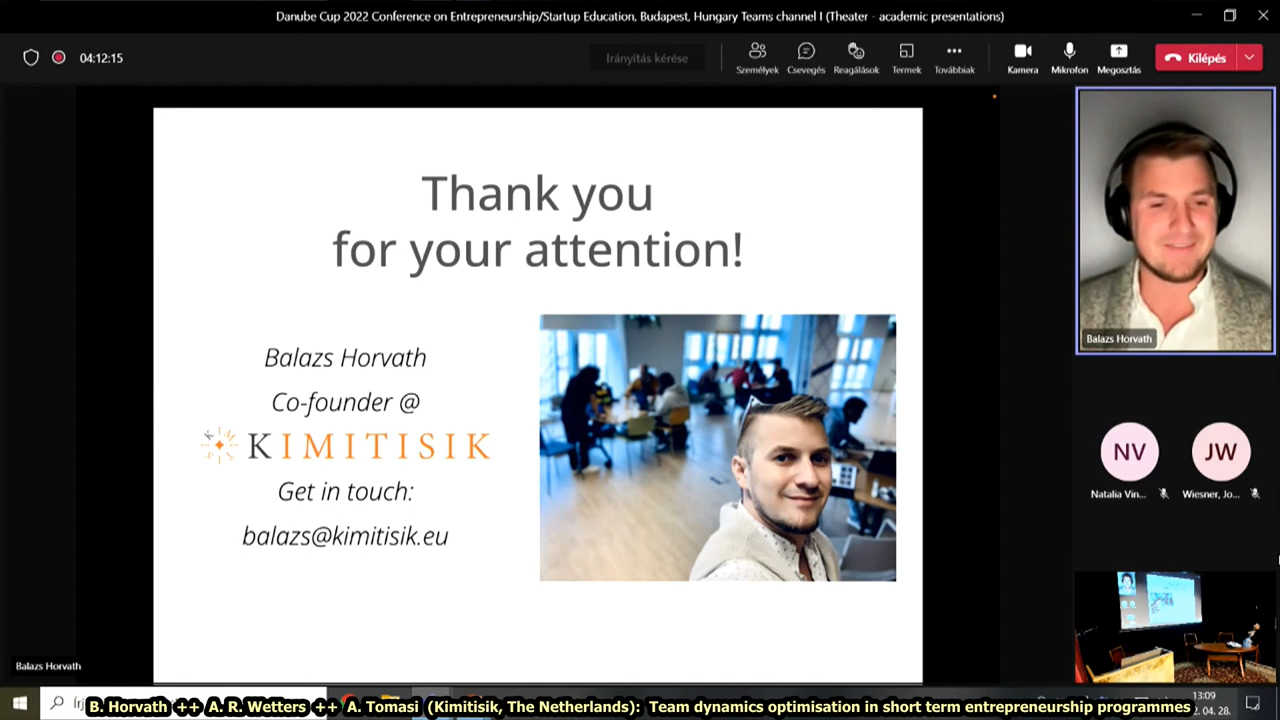 Danube Cup 2022 Conference on Entrepreneurship/Startup Education, Budapest, Hungary Teams channel I (Theater - academic presentations)
04:12:15
Irányítás kérése
Személyek
Csevegés
Reagálások
Termek
Továbbiak
Kamera
Mikrofon
Megosztás
Kilépés
Thank you
for your attention!
Balazs Horvath
Co-founder @
KIMITISIK
Get in touch:
balazs@kimitisik.eu
Balazs Horvath
NV
JW
Natalia Vin...
Wiesner, Jo...
Balazs Horvath
13:09
B. Horvath ++ A. R. Wetters ++ A. Tomasi (Kimitisik, The Netherlands): Team dynamics optimisation in short term entrepreneurship programmes
2. 04. 28.